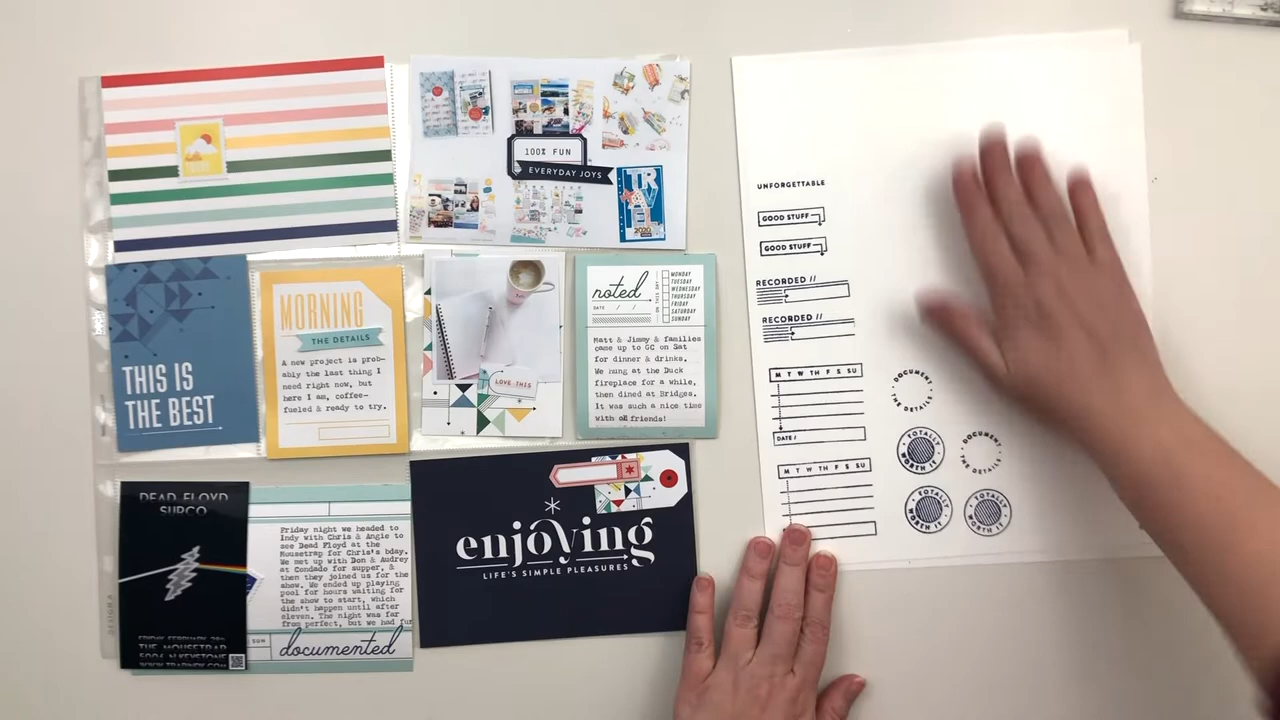 100% FUN
EVERYDAY JOYS
TRY
IT
2020
THIS IS
THE BEST
MORNING
THE DETAILS
A new project is prob-
ably the last thing I
need right now, but
here I am, coffee-
fueled & ready to try.
LOVE THIS
noted
DATE / /
ON THIS DAY
MONDAY
TUESDAY
WEDNESDAY
THURSDAY
FRIDAY
SATURDAY
SUNDAY
Matt & Jimmy & families
came up to GC on Sat
for dinner & drinks.
We hung at the Duck
fireplace for a while,
then dined at Bridges.
It was such a nice time
with old friends!
DEAD FLOYD
FRIDAY FEBRUARY 28th
THE MOUSETRAP
5004 N KEYSTONE
Friday night we headed to
Indy with Chris & Angie to
see Dead Floyd at the
Mousetrap for Chris's bday.
We met up with Don & Audrey
at Condado for supper, &
then they joined us for the
show. We ended up playing
pool for hours waiting for
the show to start, which
didn't happen until after
eleven. The night was far
from perfect, but we had fun
SUN
documented
enjoying
LIFE'S SIMPLE PLEASURES
UNFORGETTABLE
GOOD STUFF
GOOD STUFF
RECORDED //
RECORDED //
M T W TH F S SU
DATE /
M T W TH F S SU
DOCUMENT
THE DETAILS
TOTALLY
WORTH IT
DOCUMENT
THE DETAILS
TOTALLY
WORTH IT
TOTALLY
WORTH IT